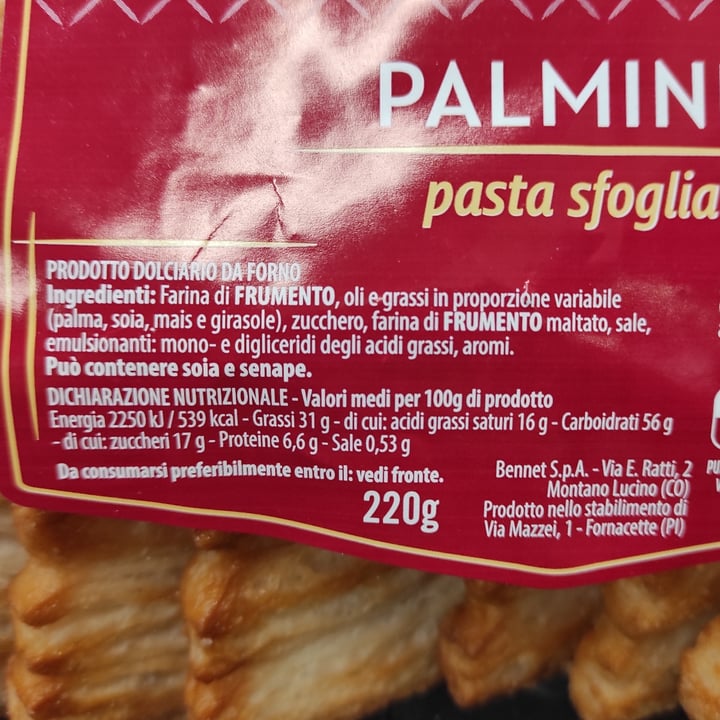 PALMIN
pasta sfoglia
PRODOTTO DOLCIARIO DA FORNO
Ingredienti: Farina di FRUMENTO, oli e grassi in proporzione variabile
(palma, soia, mais e girasole), zucchero, farina di FRUMENTO maltato, sale,
emulsionanti: mono- e digliceridi degli acidi grassi, aromi.
Può contenere soia e senape.
DICHIARAZIONE NUTRIZIONALE - Valori medi per 100g di prodotto
Energia 2250 kJ / 539 kcal - Grassi 31 g - di cui: acidi grassi saturi 16 g - Carboidrati 56 g
- di cui: zuccheri 17 g - Proteine 6,6 g - Sale 0,53 g
Da consumarsi preferibilmente entro il: vedi fronte.
220g
Bennet S.p.A. - Via E. Ratti, 2
Montano Lucino (CO)
Prodotto nello stabilimento di
Via Mazzei, 1 - Fornacette (PI)